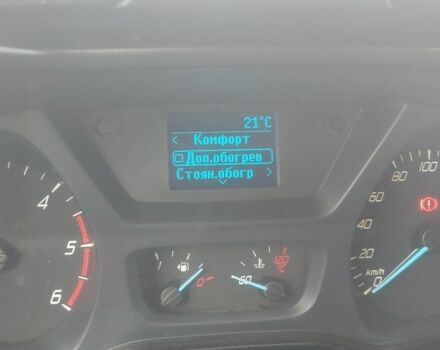 21°C
< Комфорт
Доп.обогрев
Стоян.обогр >
4
5
6
1
0
60
120
°C
100
80
60
40
20
0
km/h